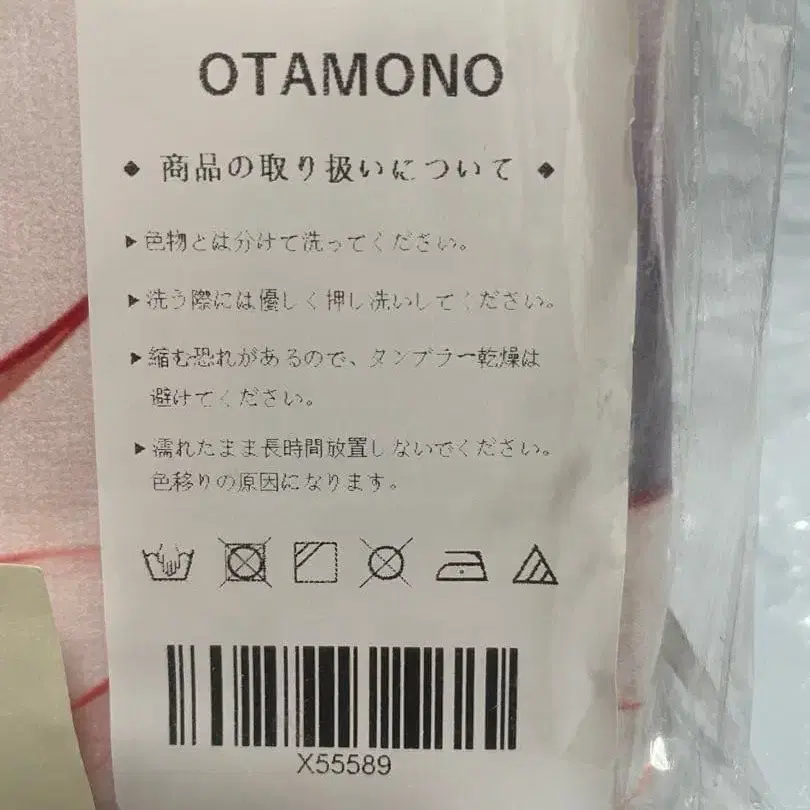 OTAMONO
◆ 商品の取り扱いについて ◆
▶色物とは分けて洗ってください。
▶洗う際には優しく押し洗いしてください。
▶縮む恐れがあるので、タンブラー乾燥は
避けてください。
▶濡れたまま長時間放置しないでください。
色移りの原因になります。
X55589